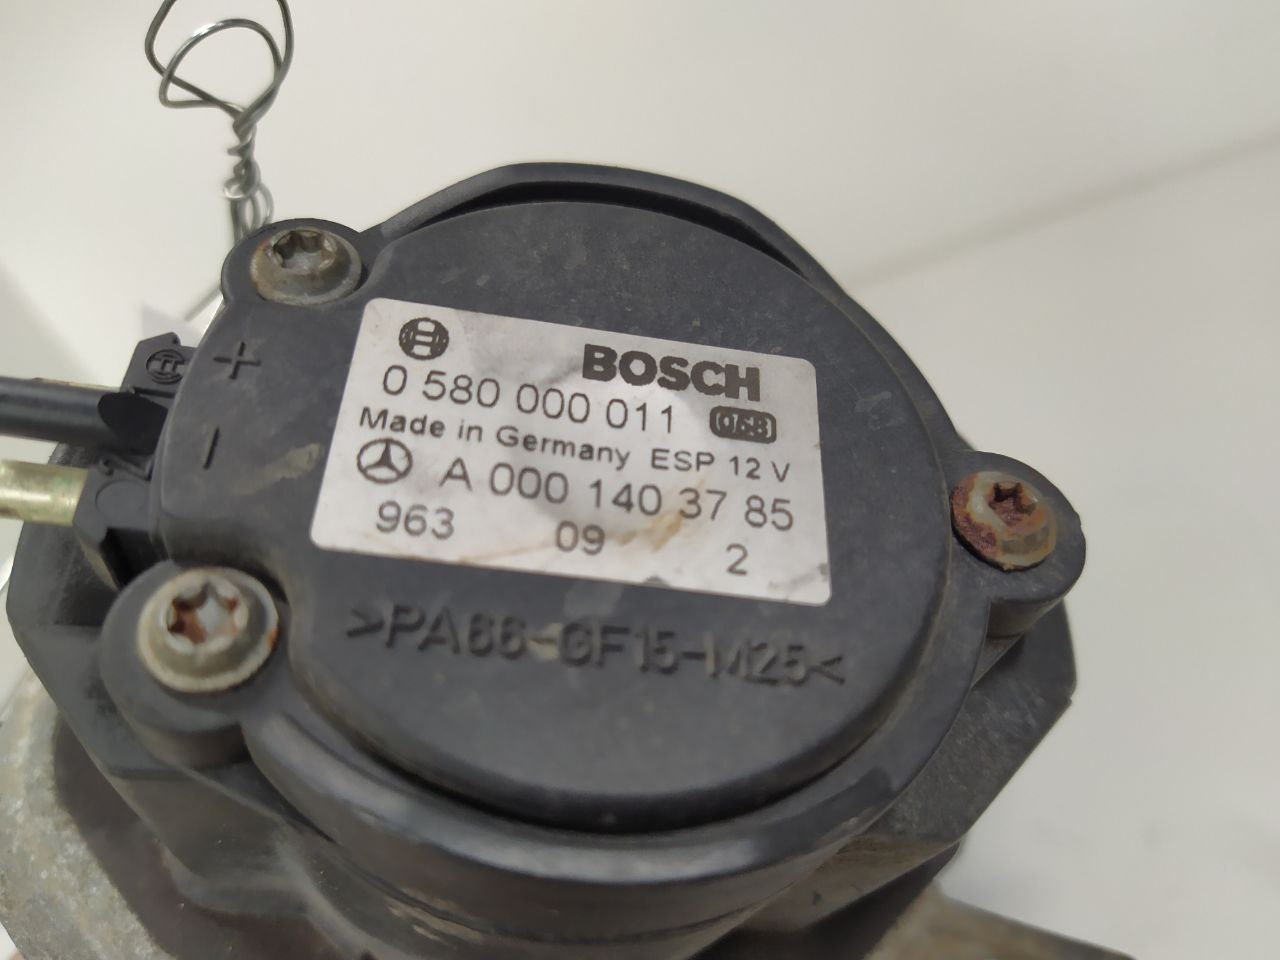 BOSCH
0 580 000 011 068
Made in Germany ESP 12 V
A 000 140 37 85
963 09 2
+
-
>PA66-GF15-M25<